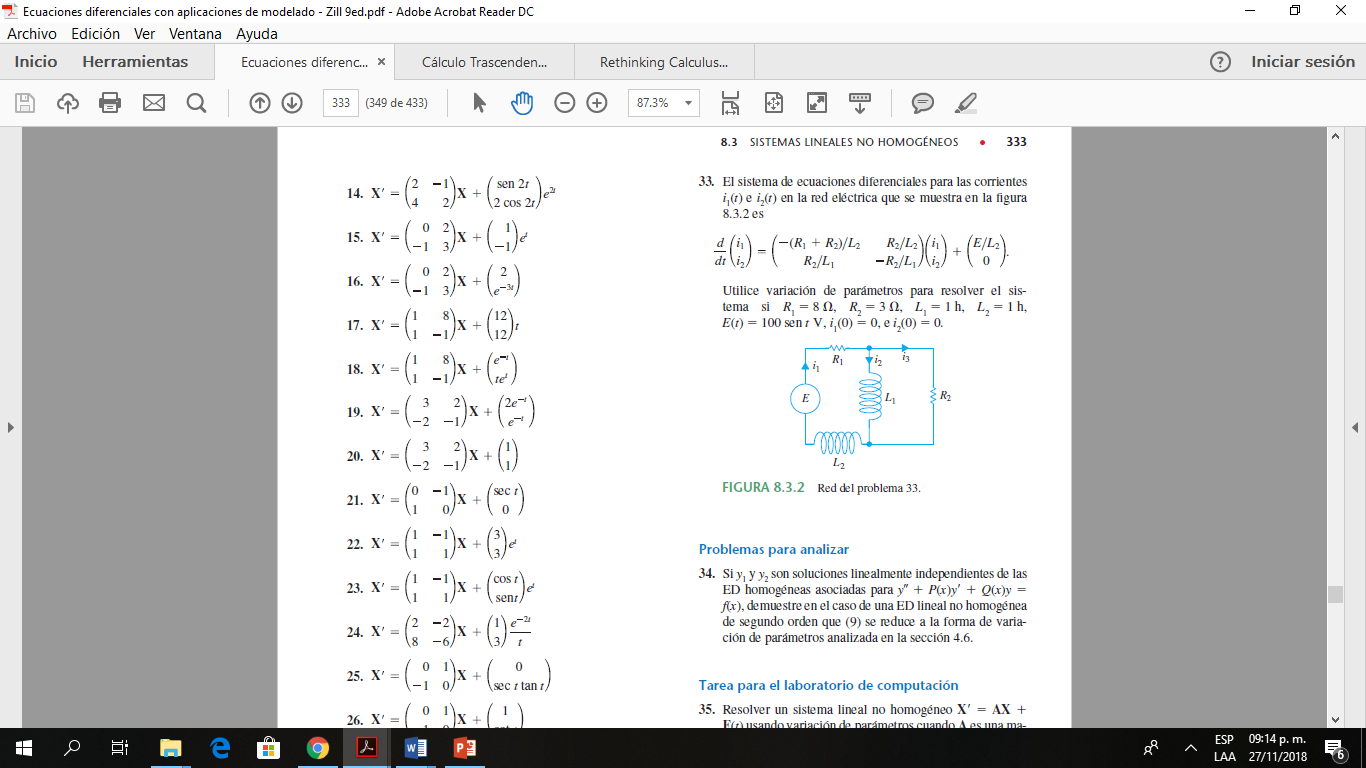 Ecuaciones diferenciales con aplicaciones de modelado - Zill 9ed.pdf - Adobe Acrobat Reader DC
Archivo Edición Ver Ventana Ayuda
Inicio Herramientas Ecuaciones diferenc... × Cálculo Trascenden... Rethinking Calculus... Iniciar sesión
333 (349 de 433) 87.3%
8.3 SISTEMAS LINEALES NO HOMOGÉNEOS • 333
14. X′ = (2 −1; 4 2)X + (sen 2t; 2 cos 2t)e^{2t}
15. X′ = (0 2; −1 3)X + (1; −1)e^t
16. X′ = (0 2; −1 3)X + (2; e^{−3t})
17. X′ = (1 8; 1 −1)X + (12; 12)t
18. X′ = (1 8; 1 −1)X + (e^{−t}; te^t)
19. X′ = (3 2; −2 −1)X + (2e^{−t}; e^{−t})
20. X′ = (3 2; −2 −1)X + (1; 1)
21. X′ = (0 −1; 1 0)X + (sec t; 0)
22. X′ = (1 −1; 1 1)X + (3; 3)e^t
23. X′ = (1 −1; 1 1)X + (cos t; sent)e^t
24. X′ = (2 −2; 8 −6)X + (1; 3) e^{−2t}/t
25. X′ = (0 1; −1 0)X + (0; sec t tan t)
26. X′ = (0 1 X + (1
33. El sistema de ecuaciones diferenciales para las corrientes
i₁(t) e i₂(t) en la red eléctrica que se muestra en la figura
8.3.2 es
d/dt (i₁; i₂) = (−(R₁ + R₂)/L₂ R₂/L₂; R₂/L₁ −R₂/L₁)(i₁; i₂) + (E/L₂; 0).
Utilice variación de parámetros para resolver el sis-
tema si R₁ = 8 Ω, R₂ = 3 Ω, L₁ = 1 h, L₂ = 1 h,
E(t) = 100 sen t V, i₁(0) = 0, e i₂(0) = 0.
i₁ R₁ i₂ i₃
E L₁ R₂
L₂
FIGURA 8.3.2 Red del problema 33.
Problemas para analizar
34. Si y₁ y y₂ son soluciones linealmente independientes de las
ED homogéneas asociadas para y″ + P(x)y′ + Q(x)y =
f(x), demuestre en el caso de una ED lineal no homogénea
de segundo orden que (9) se reduce a la forma de varia-
ción de parámetros analizada en la sección 4.6.
Tarea para el laboratorio de computación
35. Resolver un sistema lineal no homogéneo X′ = AX +
F(t) usando variación de parámetros cuando A es una ma-
ESP 09:14 p. m.
LAA 27/11/2018 6